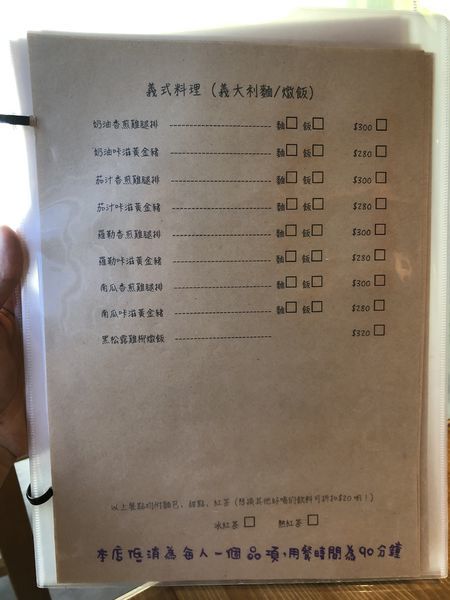 義式料理 (義大利麵/燉飯)
奶油香煎雞腿排 ---------------------- 麵□ 飯□ $300 □
奶油咔滋黃金豬 ---------------------- 麵□ 飯□ $280 □
茄汁香煎雞腿排 ---------------------- 麵□ 飯□ $300 □
茄汁咔滋黃金豬 ---------------------- 麵□ 飯□ $280 □
羅勒香煎雞腿排 ---------------------- 麵□ 飯□ $300 □
羅勒咔滋黃金豬 ---------------------- 麵□ 飯□ $280 □
南瓜香煎雞腿排 ---------------------- 麵□ 飯□ $300 □
南瓜咔滋黃金豬 ---------------------- 麵□ 飯□ $280 □
黑松露雞柳燉飯 ---------------------- $320 □
以上餐點均附麵包、甜點、紅茶 (想換其他好喝的飲料可折扣$20 喲!)
冰紅茶 □ 熱紅茶 □
本店低消為每人一個品項,用餐時間為90分鐘